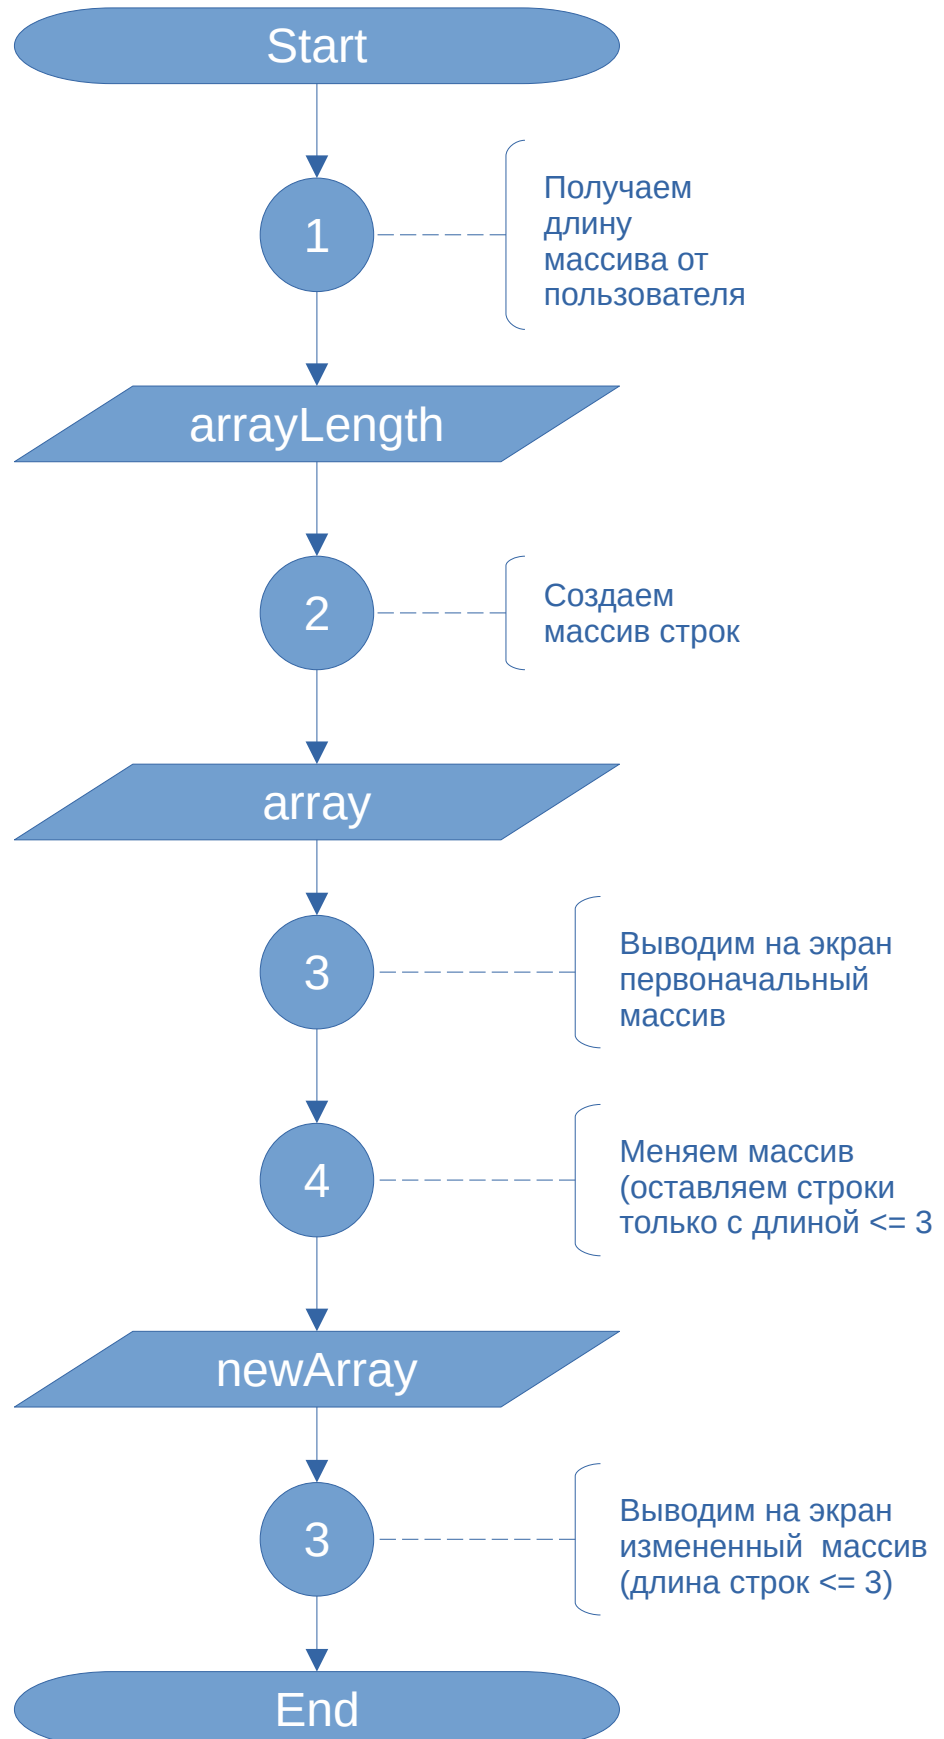 Start
1
Получаем
длину
массива от
пользователя
arrayLength
2
Создаем
массив строк
array
3
Выводим на экран
первоначальный
массив
4
Меняем массив
(оставляем строки
только с длиной <= 3
newArray
3
Выводим на экран
измененный  массив
(длина строк <= 3)
End